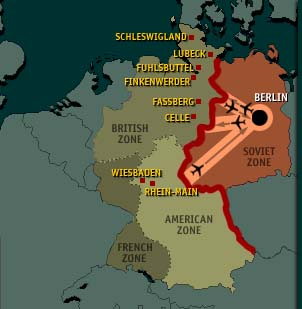 SCHLESWIGLAND
LUBECK
FUHLSBUTTEL
FINKENWERDER
BERLIN
FASSBERG
CELLE
BRITISH
ZONE
SOVIET
ZONE
WIESBADEN
RHEIN-MAIN
AMERICAN
ZONE
FRENCH
ZONE